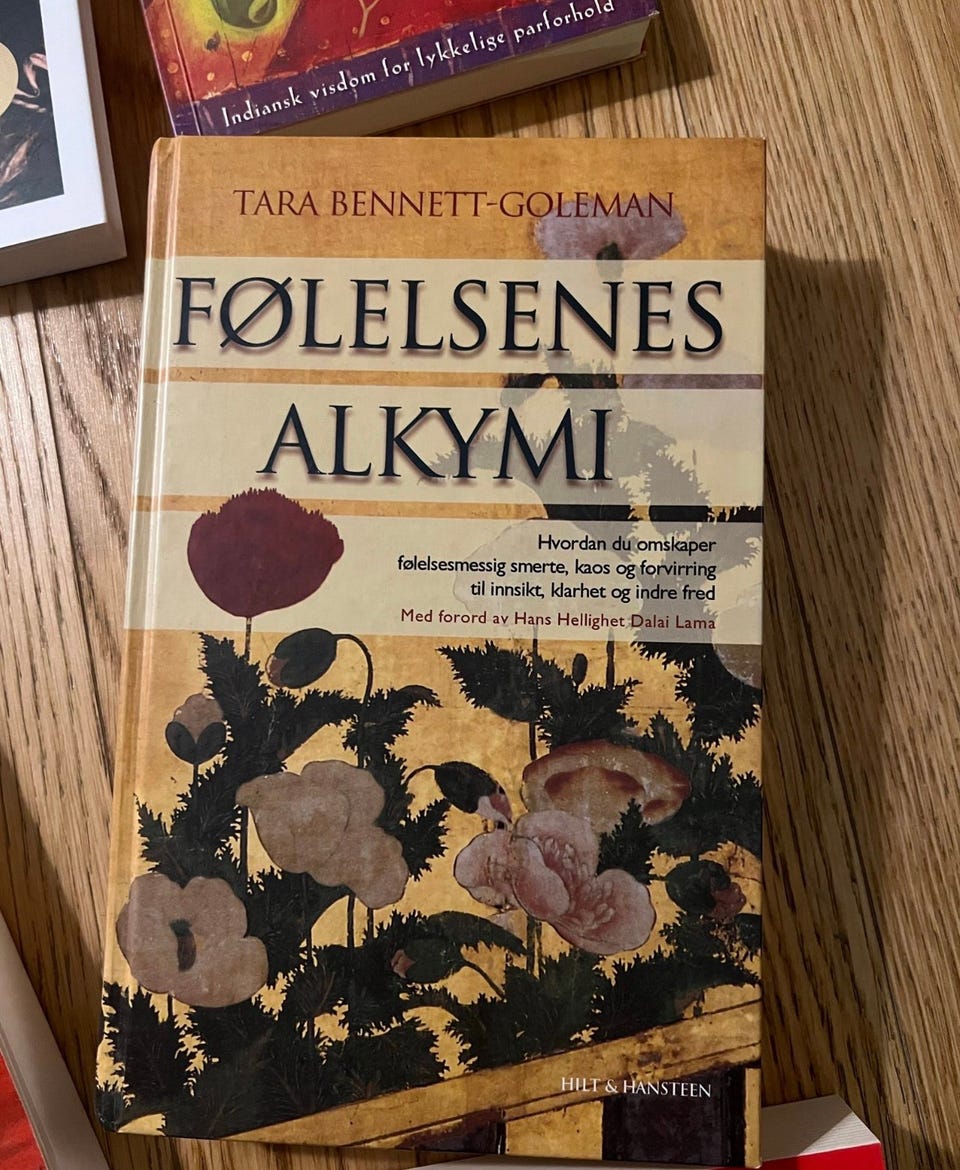 Indiansk visdom for lykkelige parforhold
TARA BENNETT-GOLEMAN
FØLELSENES
ALKYMI
Hvordan du omskaper
følelsesmessig smerte, kaos og forvirring
til innsikt, klarhet og indre fred
Med forord av Hans Hellighet Dalai Lama
HILT & HANSTEEN